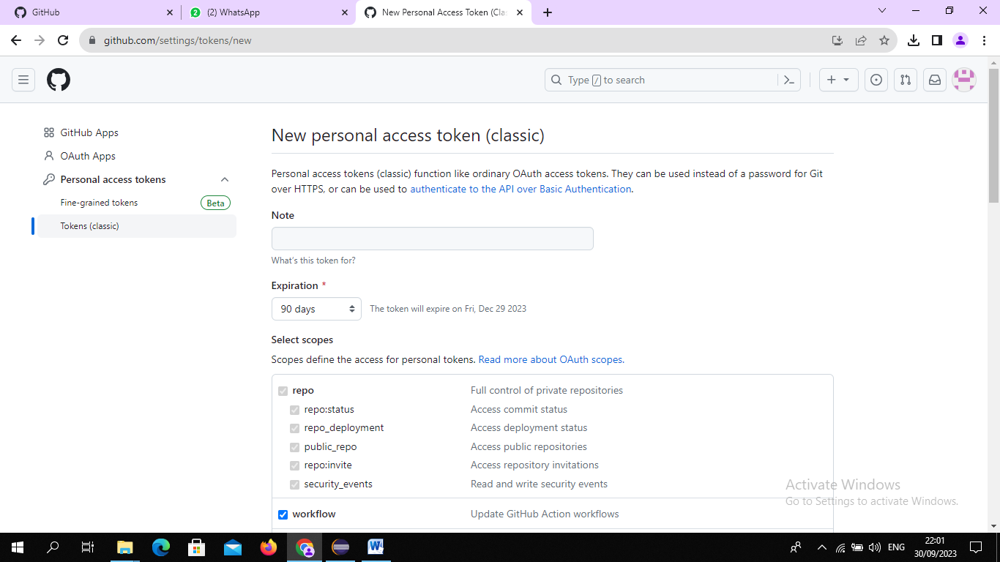 GitHub
2
(2) WhatsApp
New Personal Access Token (Cla
github.com/settings/tokens/new
Type / to search
GitHub Apps
OAuth Apps
Personal access tokens
Fine-grained tokens
Beta
Tokens (classic)
New personal access token (classic)
Personal access tokens (classic) function like ordinary OAuth access tokens. They can be used instead of a password for Git
over HTTPS, or can be used to authenticate to the API over Basic Authentication.
Note
What's this token for?
Expiration *
90 days
The token will expire on Fri, Dec 29 2023
Select scopes
Scopes define the access for personal tokens. Read more about OAuth scopes.
repo Full control of private repositories
repo:status Access commit status
repo_deployment Access deployment status
public_repo Access public repositories
repo:invite Access repository invitations
security_events Read and write security events
workflow Update GitHub Action workflows
Activate Windows
Go to Settings to activate Windows.
W
ENG
22:01
30/09/2023